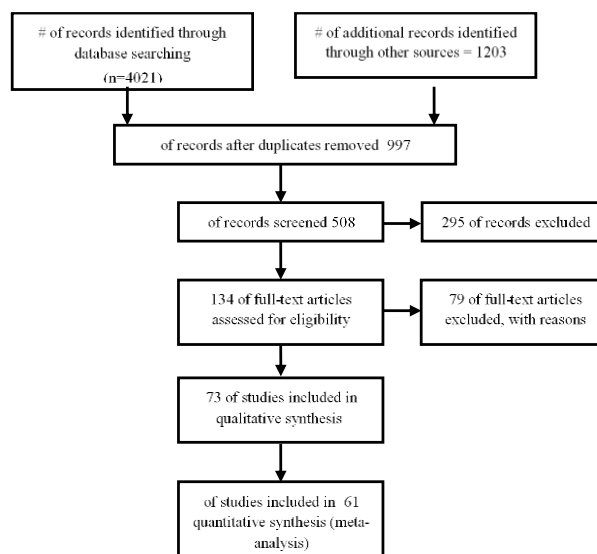 # of records identified through
database searching
(n=4021)
# of additional records identified
through other sources = 1203
of records after duplicates removed 997
of records screened 508
295 of records excluded
134 of full-text articles
assessed for eligibility
79 of full-text articles
excluded, with reasons
73 of studies included in
qualitative synthesis
of studies included in 61
quantitative synthesis (meta-
analysis)